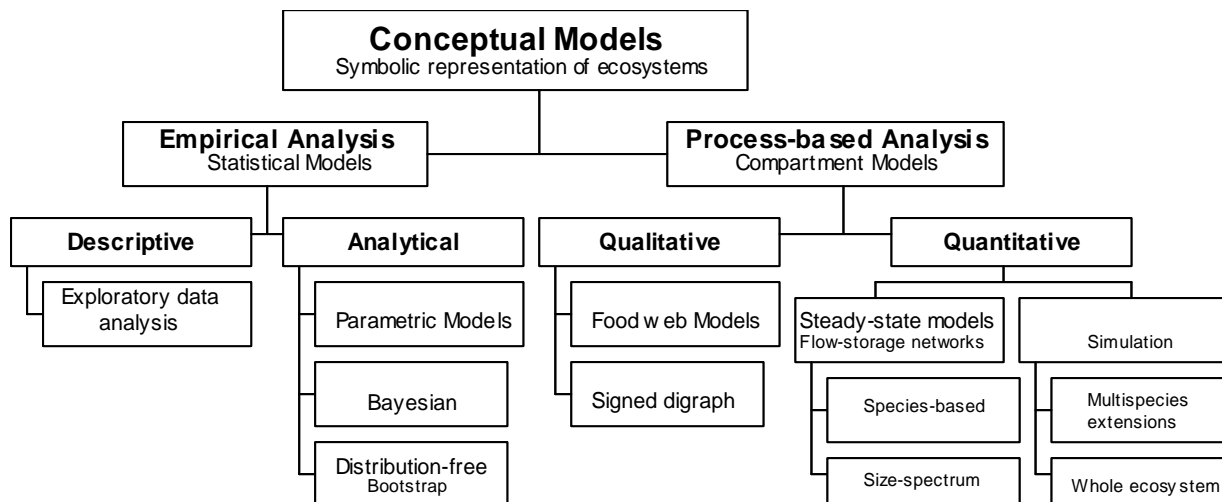 Conceptual Models
Symbolic representation of ecosystems
Empirical Analysis
Statistical Models
Process-based Analysis
Compartment Models
Descriptive
Analytical
Qualitative
Quantitative
Exploratory data
analysis
Parametric Models
Food web Models
Steady-state models
Flow-storage networks
Simulation
Bayesian
Signed digraph
Species-based
Multispecies
extensions
Distribution-free
Bootstrap
Size-spectrum
Whole ecosystem